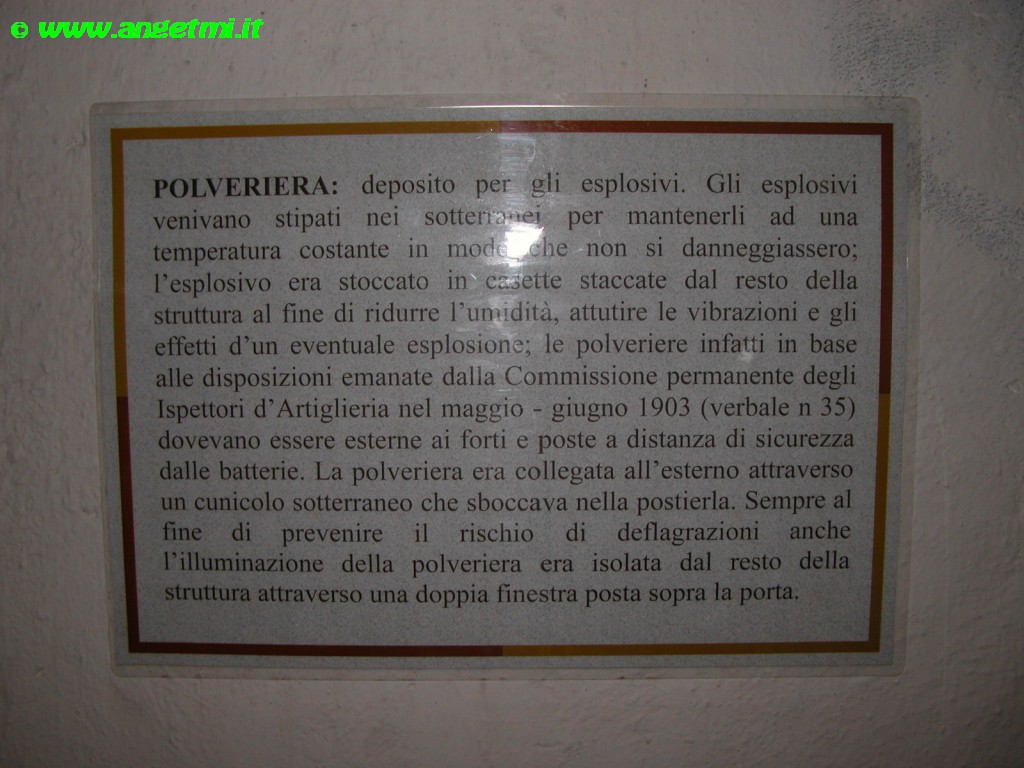 © www.angetmi.it
POLVERIERA: deposito per gli esplosivi. Gli esplosivi
venivano stipati nei sotterranei per mantenerli ad una
temperatura costante in modo che non si danneggiassero;
l'esplosivo era stoccato in casette staccate dal resto della
struttura al fine di ridurre l'umidità, attutire le vibrazioni e gli
effetti d'un eventuale esplosione; le polveriere infatti in base
alle disposizioni emanate dalla Commissione permanente degli
Ispettori d'Artiglieria nel maggio - giugno 1903 (verbale n 35)
dovevano essere esterne ai forti e poste a distanza di sicurezza
dalle batterie. La polveriera era collegata all'esterno attraverso
un cunicolo sotterraneo che sboccava nella postierla. Sempre al
fine di prevenire il rischio di deflagrazioni anche
l'illuminazione della polveriera era isolata dal resto della
struttura attraverso una doppia finestra posta sopra la porta.